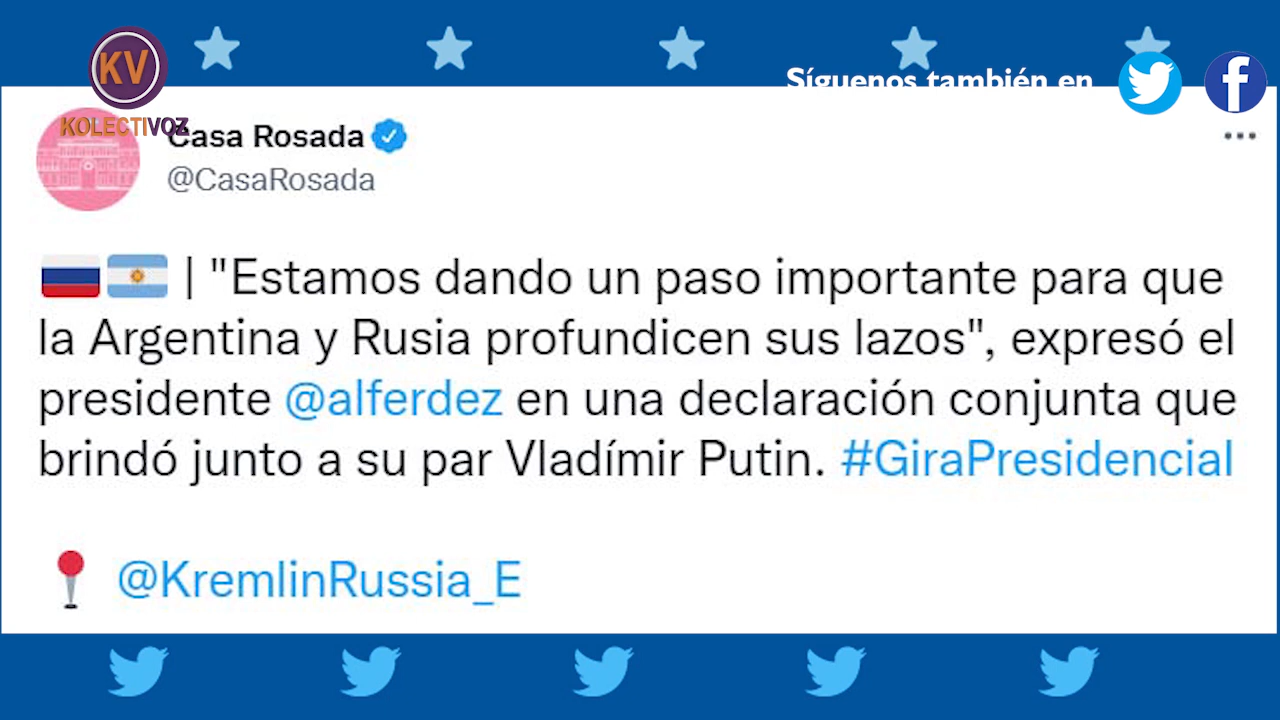 KV
KOLECTIVOZ
Síguenos también en
Casa Rosada
@CasaRosada
| "Estamos dando un paso importante para que
la Argentina y Rusia profundicen sus lazos", expresó el
presidente @alferdez en una declaración conjunta que
brindó junto a su par Vladímir Putin. #GiraPresidencial
@KremlinRussia_E